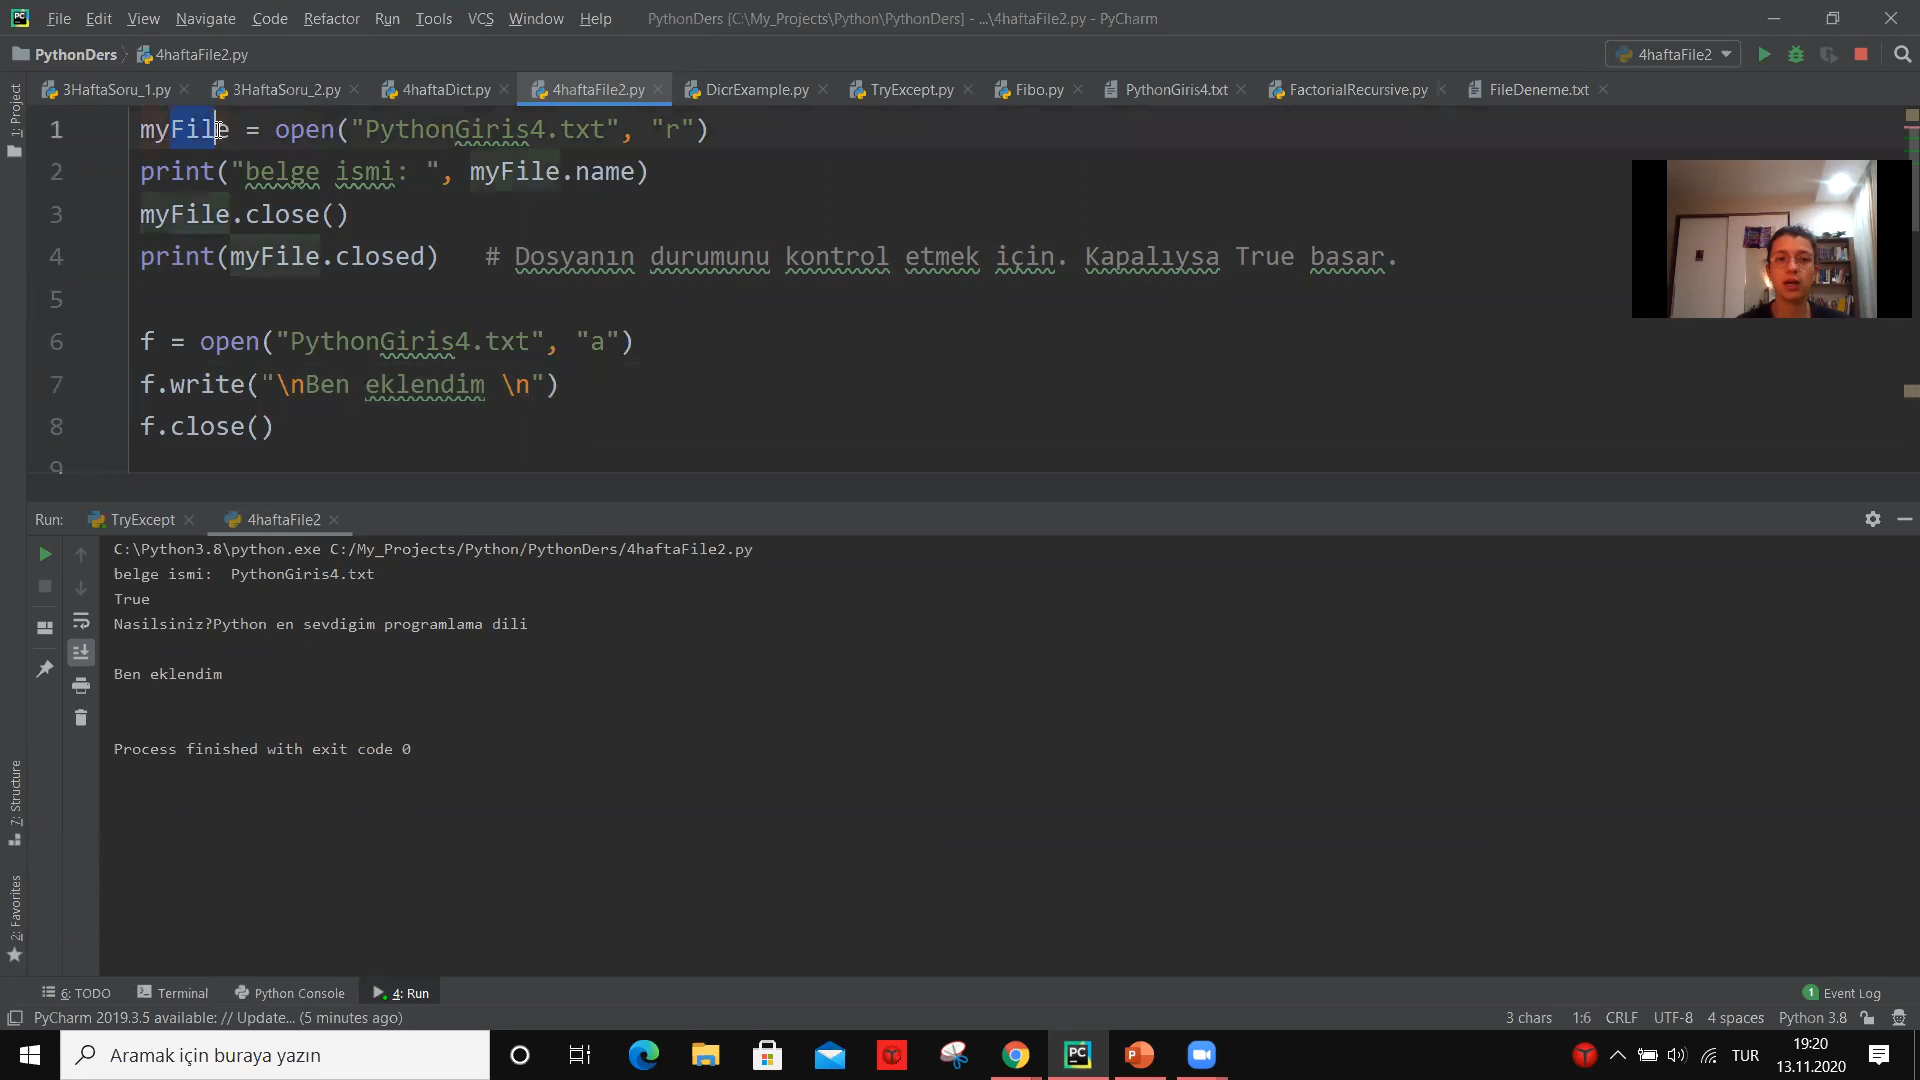 File Edit View Navigate Code Refactor Run Tools VCS Window Help PythonDers [C:\My_Projects\Python\PythonDers] - ...\4haftaFile2.py - PyCharm
PythonDers 4haftaFile2.py 4haftaFile2
3HaftaSoru_1.py 3HaftaSoru_2.py 4haftaDict.py 4haftaFile2.py DicrExample.py TryExcept.py Fibo.py PythonGiris4.txt FactorialRecursive.py FileDeneme.txt
1: Project
1 myFile = open("PythonGiris4.txt", "r")
2 print("belge ismi: ", myFile.name)
3 myFile.close()
4 print(myFile.closed) # Dosyanın durumunu kontrol etmek için. Kapalıysa True basar.
5
6 f = open("PythonGiris4.txt", "a")
7 f.write("\nBen eklendim \n")
8 f.close()
9
Run: TryExcept 4haftaFile2
C:\Python3.8\python.exe C:/My_Projects/Python/PythonDers/4haftaFile2.py
belge ismi:  PythonGiris4.txt
True
Nasilsiniz?Python en sevdigim programlama dili
Ben eklendim
Process finished with exit code 0
7: Structure
2: Favorites
6: TODO Terminal Python Console 4: Run 1 Event Log
PyCharm 2019.3.5 available: // Update... (5 minutes ago) 3 chars 1:6 CRLF UTF-8 4 spaces Python 3.8
Aramak için buraya yazın PC P TUR 19:20
13.11.2020